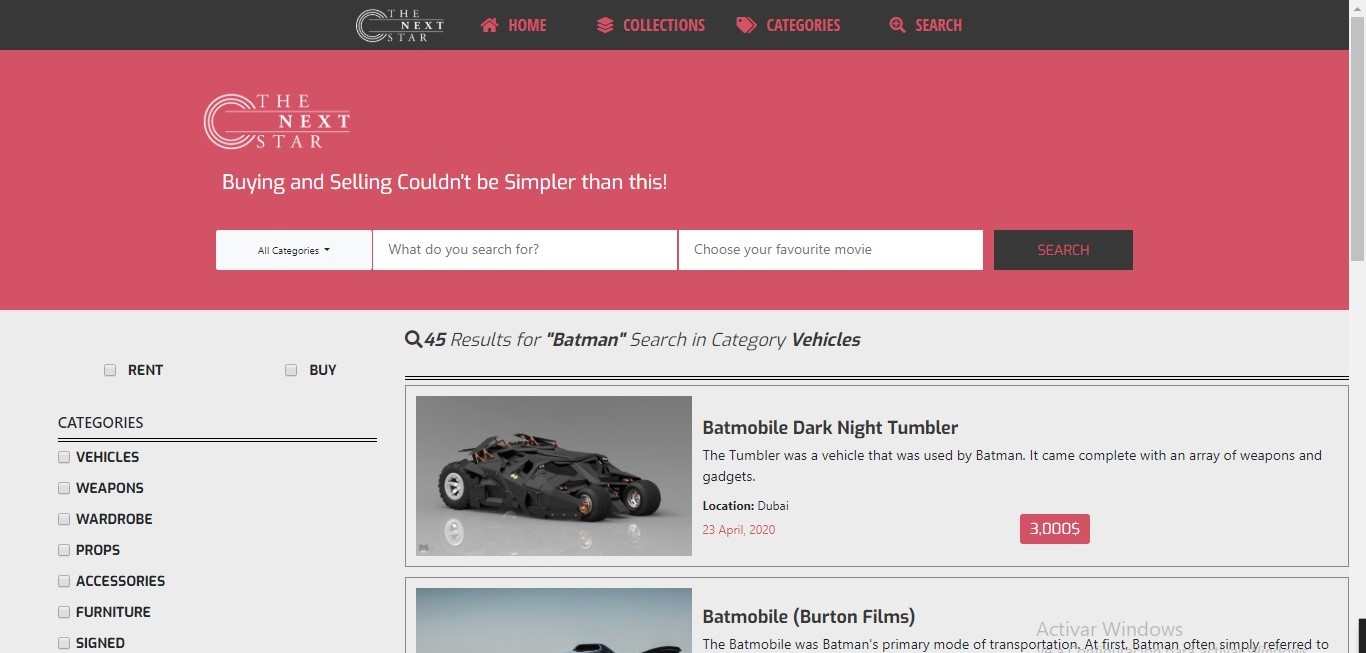 THE
NEXT
STAR
HOME
COLLECTIONS
CATEGORIES
SEARCH
THE
NEXT
STAR
Buying and Selling Couldn't be Simpler than this!
All Categories
What do you search for?
Choose your favourite movie
SEARCH
45 Results for "Batman" Search in Category Vehicles
RENT
BUY
CATEGORIES
VEHICLES
WEAPONS
WARDROBE
PROPS
ACCESSORIES
FURNITURE
SIGNED
Batmobile Dark Night Tumbler
The Tumbler was a vehicle that was used by Batman. It came complete with an array of weapons and
gadgets.
Location: Dubai
23 April, 2020
3,000$
Batmobile (Burton Films)
Activar Windows
The Batmobile was Batman's primary mode of transportation. At first, Batman often simply referred to